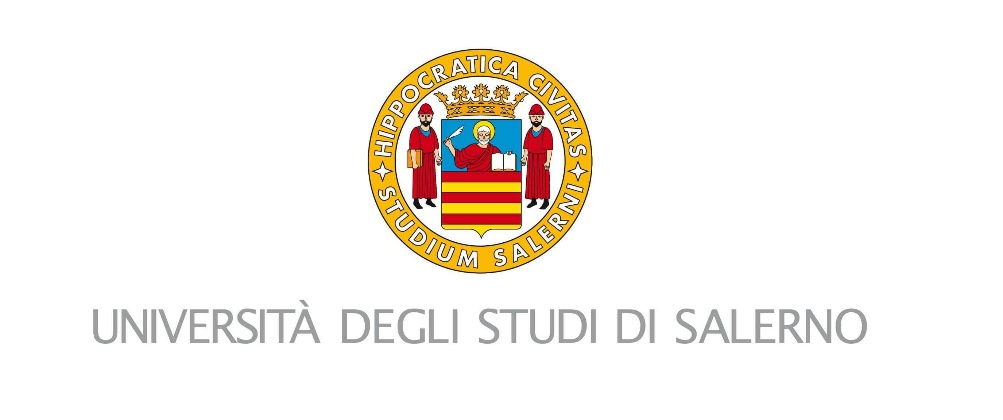 HIPPOCRATICA CIVITAS
STUDIUM SALERNI
UNIVERSITÀ DEGLI STUDI DI SALERNO